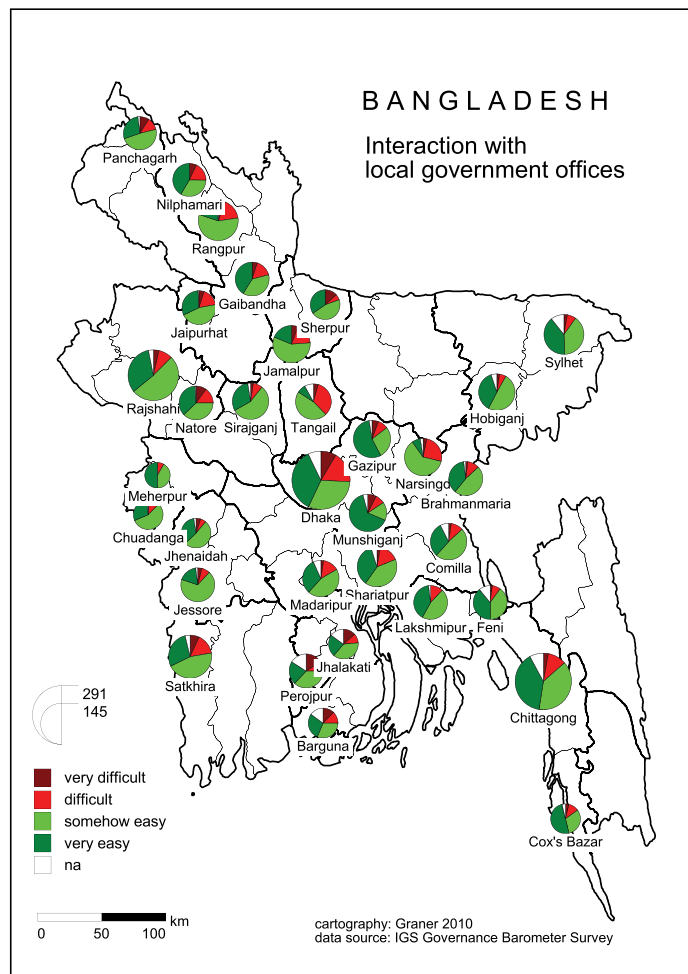 BANGLADESH
Interaction with
local government offices
Panchagarh
Nilphamari
Rangpur
Gaibandha
Sherpur
Jaipurhat
Jamalpur
Sylhet
Rajshahi
Natore
Sirajganj
Tangail
Hobiganj
Gazipur
Narsingd
Brahmanmaria
Meherpur
Dhaka
Chuadanga
Munshiganj
Jhenaidah
Comilla
Jessore
Madaripur
Shariatpur
Lakshmipur
Feni
Jhalakati
Satkhira
Perojpur
Chittagong
Barguna
Cox's Bazar
291
145
very difficult
difficult
somehow easy
very easy
na
km
0 50 100
cartography: Graner 2010
data source: IGS Governance Barometer Survey